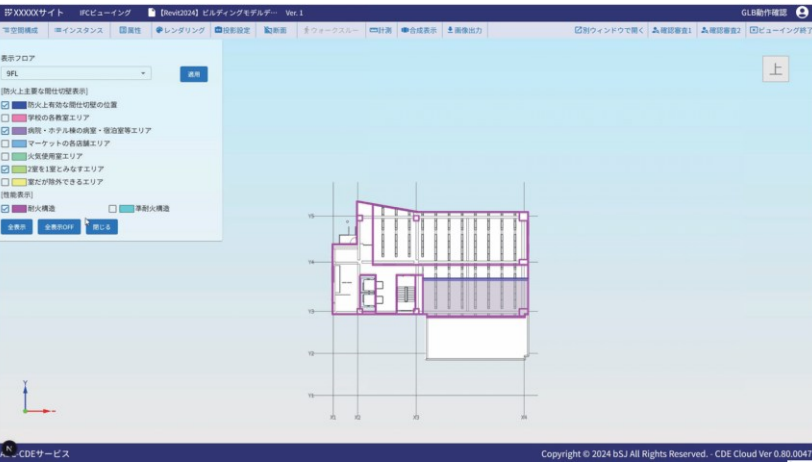 XXXXXサイト IFCビューイング 【Revit2024】ビルディングモデルデ… Ver. 1 GLB動作確認
空間構成 インスタンス 属性 レンダリング 投影設定 断面 ウォークスルー 計測 合成表示 画像出力 別ウィンドウで開く 確認審査1 確認審査2 ビューイング終了
表示フロア
9FL 適用
上
[防火上主要な間仕切壁表示]
防火上有効な間仕切壁の位置
学校の各教室エリア
病院・ホテル棟の病室・宿泊室等エリア
マーケットの各店舗エリア
火気使用室エリア
2室を1室とみなすエリア
室だが除外できるエリア
[性能表示]
耐火構造 準耐火構造
全表示 全表示OFF 閉じる
Y5
Y4
Y3
Y2
Y1
X1 X2 X3 X4
Y
N
CDEサービス Copyright © 2024 bSJ All Rights Reserved. - CDE Cloud Ver 0.80.004